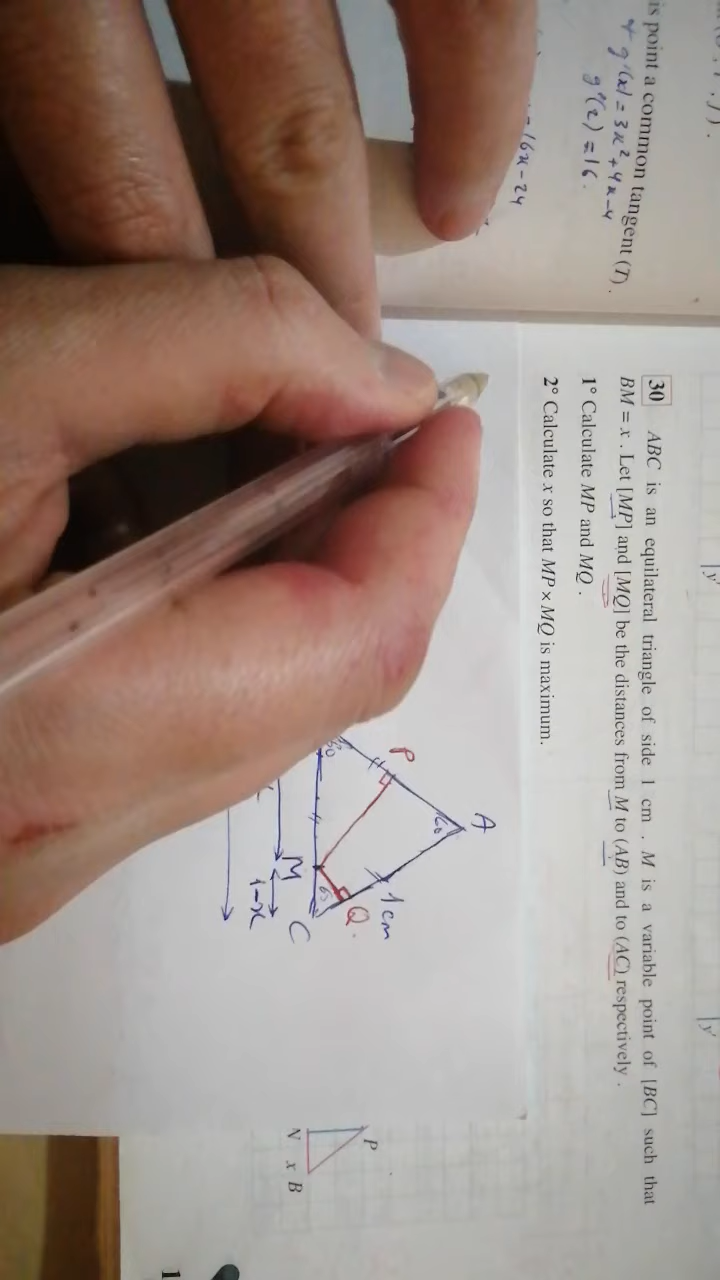 is point a common tangent (T).
g'(x) = 3x²+4x-4
g'(2) = 16.
= 16x-24
30 ABC is an equilateral triangle of side 1 cm . M is a variable point of [BC] such that
BM = x . Let [MP] and [MQ] be the distances from M to (AB) and to (AC) respectively .
1° Calculate MP and MQ .
2° Calculate x so that MP × MQ is maximum.
A
60
P
1cm
60
Q.
M
C
1-x
P
N x B
y'
y'
1